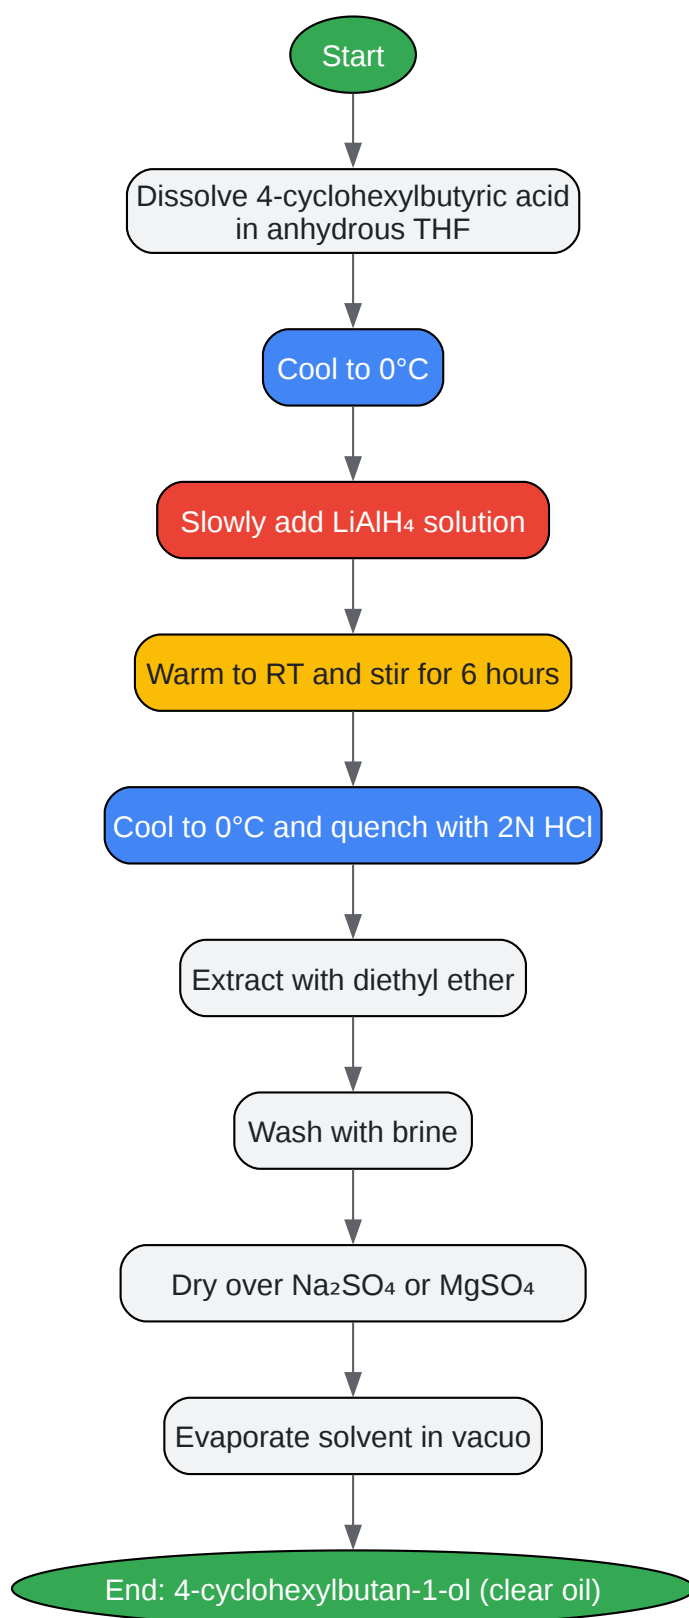 Start
Dissolve 4-cyclohexylbutyric acid
in anhydrous THF
Cool to 0°C
Slowly add LiAlH₄ solution
Warm to RT and stir for 6 hours
Cool to 0°C and quench with 2N HCl
Extract with diethyl ether
Wash with brine
Dry over Na₂SO₄ or MgSO₄
Evaporate solvent in vacuo
End: 4-cyclohexylbutan-1-ol (clear oil)